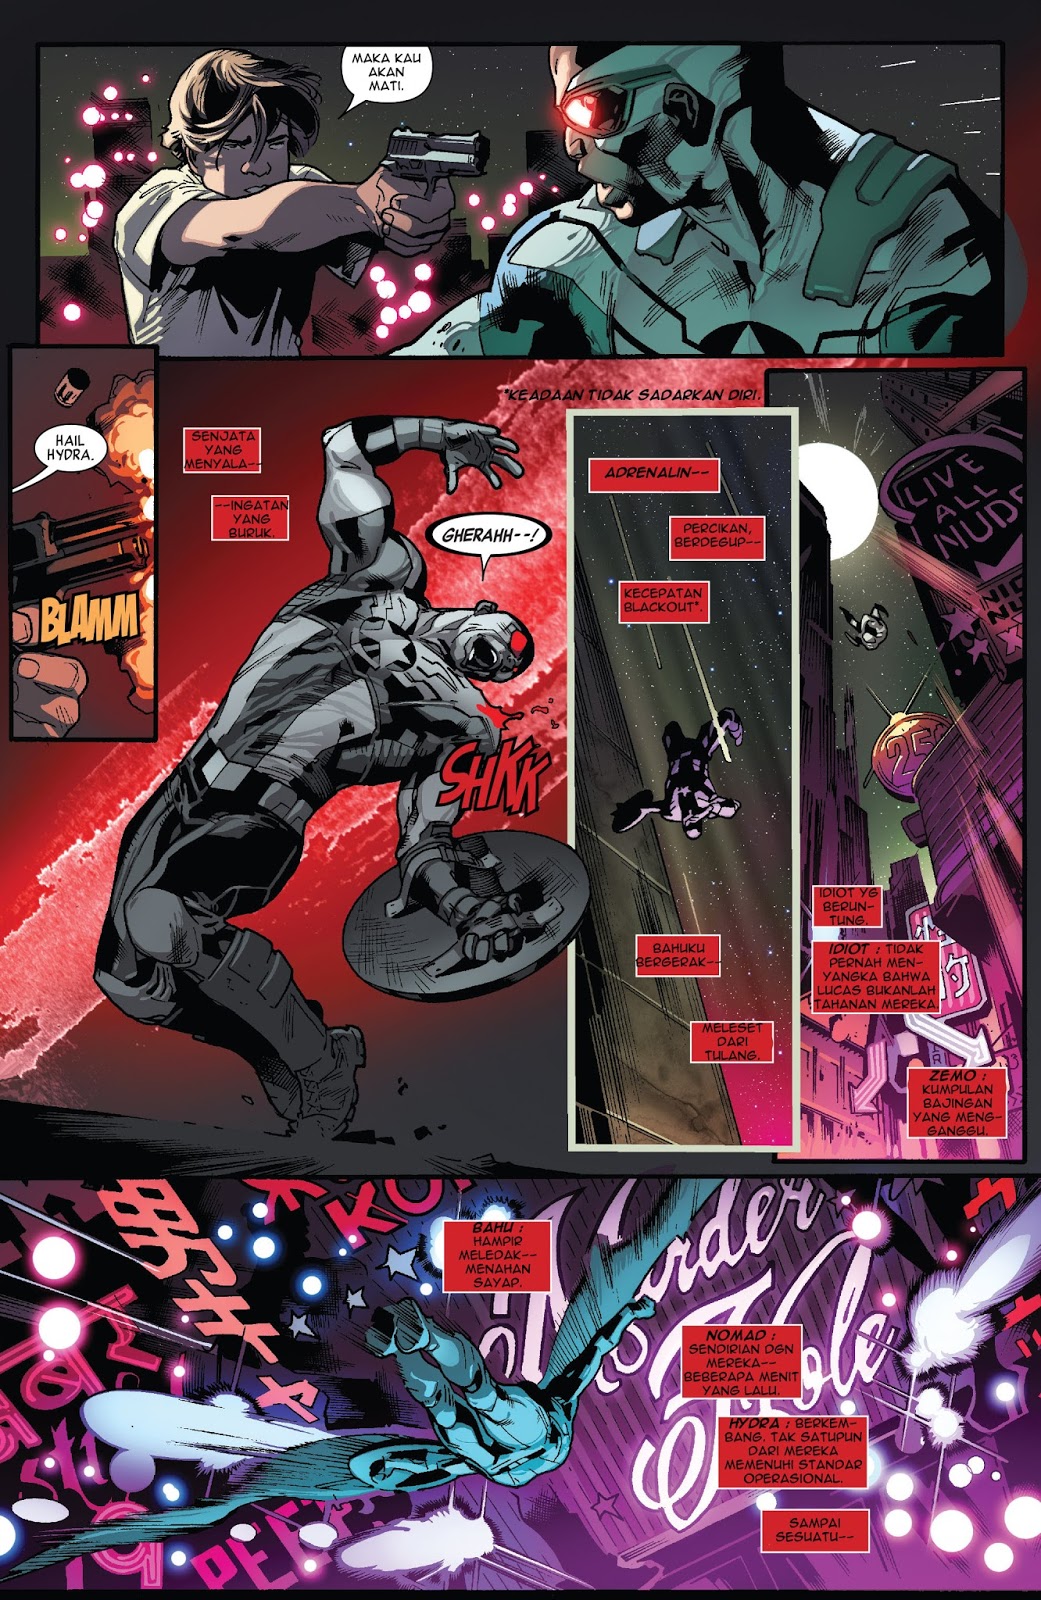 MAKA KAU
AKAN
MATI.
HAIL
HYDRA.
BLAMM
SENJATA
YANG
MENYALA--
--INGATAN
YANG
BURUK.
GHERAHH--!
SHKK
*KEADAAN TIDAK SADARKAN DIRI.
ADRENALIN--
PERCIKAN,
BERDEGUP--
KECEPATAN
BLACKOUT*.
BAHUKU
BERGERAK--
MELESET
DARI
TULANG.
LIVE
ALL
NUDE
25¢
IDIOT YG
BERUN-
TUNG.
IDIOT : TIDAK
PERNAH MEN-
YANGKA BAHWA
LUCAS BUKANLAH
TAHANAN MEREKA.
ZEMO :
KUMPULAN
BAJINGAN
YANG MENG-
GANGGU.
BAHU :
HAMPIR
MELEDAK--
MENAHAN
SAYAP.
Murder
Hole
NOMAD :
SENDIRIAN DGN
MEREKA--
BEBERAPA MENIT
YANG LALU.
HYDRA : BERKEM-
BANG. TAK SATUPUN
DARI MEREKA
MEMENUHI STANDAR
OPERASIONAL.
SAMPAI
SESUATU--
PEEP